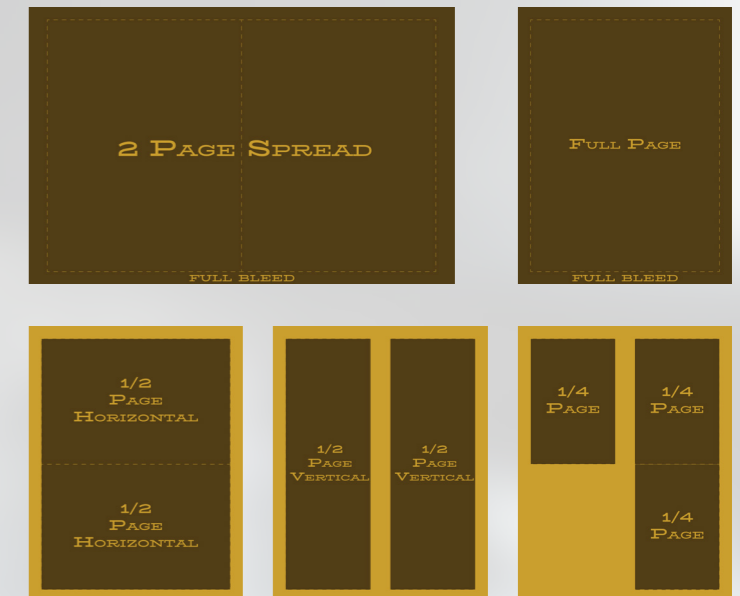 2 Page Spread
Full Bleed
Full Page
Full Bleed
1/2
Page
Horizontal
1/2
Page
Horizontal
1/2
Page
Vertical
1/2
Page
Vertical
1/4
Page
1/4
Page
1/4
Page